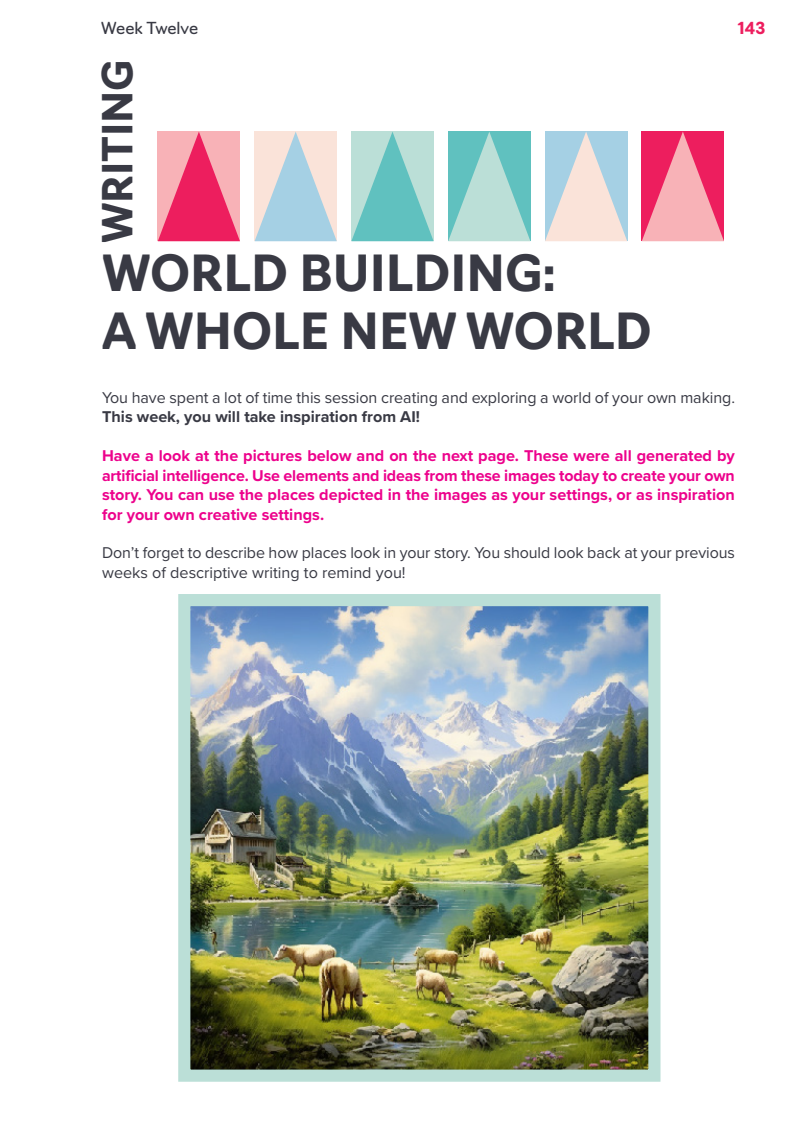 Week Twelve
143
WRITING
WORLD BUILDING:
A WHOLE NEW WORLD
You have spent a lot of time this session creating and exploring a world of your own making.
This week, you will take inspiration from AI!
Have a look at the pictures below and on the next page. These were all generated by
artificial intelligence. Use elements and ideas from these images today to create your own
story. You can use the places depicted in the images as your settings, or as inspiration
for your own creative settings.
Don’t forget to describe how places look in your story. You should look back at your previous
weeks of descriptive writing to remind you!